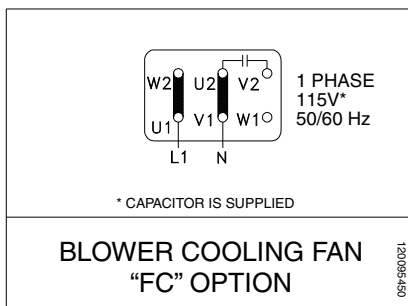 W2 U2 V2
U1 V1 W1
L1 N
1 PHASE
115V*
50/60 Hz
* CAPACITOR IS SUPPLIED
BLOWER COOLING FAN
“FC” OPTION
120095450